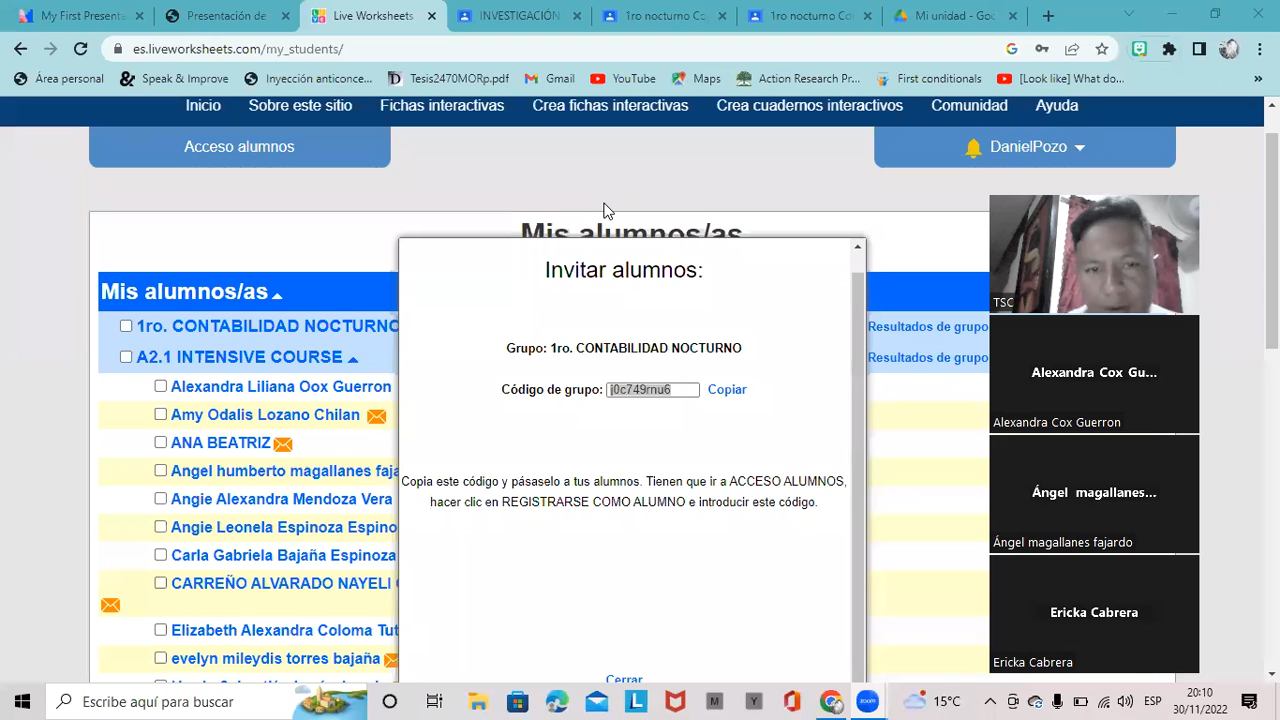 My First Presenta
Presentación de
Live Worksheets
INVESTIGACIÓN
1ro nocturno Co
1ro nocturno Co
Mi unidad - Goo
es.liveworksheets.com/my_students/
Área personal
Speak & Improve
Inyección anticonce...
Tesis2470MORp.pdf
Gmail
YouTube
Maps
Action Research Pr...
First conditionals
[Look like] What do...
»
Inicio
Sobre este sitio
Fichas interactivas
Crea fichas interactivas
Crea cuadernos interactivos
Comunidad
Ayuda
Acceso alumnos
DanielPozo
Mis alumnos/as
Mis alumnos/as
1ro. CONTABILIDAD NOCTURNO
Resultados de grupo
A2.1 INTENSIVE COURSE
Resultados de grupo
Alexandra Liliana Oox Guerron
Amy Odalis Lozano Chilan
ANA BEATRIZ
Angel humberto magallanes faja
Angie Alexandra Mendoza Vera
Angie Leonela Espinoza Espino
Carla Gabriela Bajaña Espinoza
CARREÑO ALVARADO NAYELI
Elizabeth Alexandra Coloma Tut
evelyn mileydis torres bajaña
Invitar alumnos:
Grupo: 1ro. CONTABILIDAD NOCTURNO
Código de grupo: j0c749rnu6 Copiar
Copia este código y pásaselo a tus alumnos. Tienen que ir a ACCESO ALUMNOS,
hacer clic en REGISTRARSE COMO ALUMNO e introducir este código.
Cerrar
TSC
Alexandra Cox Gu...
Alexandra Cox Guerron
Ángel magallanes...
Ángel magallanes fajardo
Ericka Cabrera
Ericka Cabrera
Escribe aquí para buscar
15°C
ESP
20:10
30/11/2022